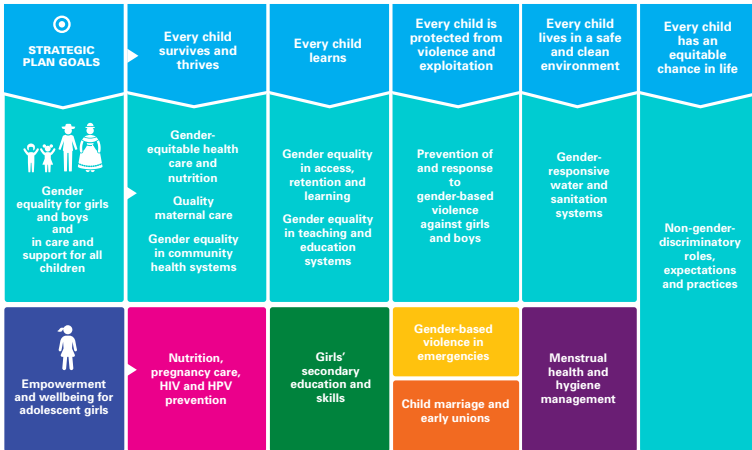 STRATEGIC
PLAN GOALS
Every child
survives and
thrives
Every child
learns
Every child is
protected from
violence and
exploitation
Every child
lives in a safe
and clean
environment
Every child
has an
equitable
chance in life
Gender
equality for girls
and boys
and
in care and
support for all
children
Gender-
equitable health
care and
nutrition
Quality
maternal care
Gender equality
in community
health systems
Gender equality
in access,
retention and
learning
Gender equality
in teaching and
education
systems
Prevention of
and response
to
gender-based
violence
against girls
and boys
Gender-
responsive
water and
sanitation
systems
Non-gender-
discriminatory
roles,
expectations
and practices
Empowerment
and wellbeing for
adolescent girls
Nutrition,
pregnancy care,
HIV and HPV
prevention
Girls’
secondary
education and
skills
Gender-based
violence in
emergencies
Child marriage and
early unions
Menstrual
health and
hygiene
management